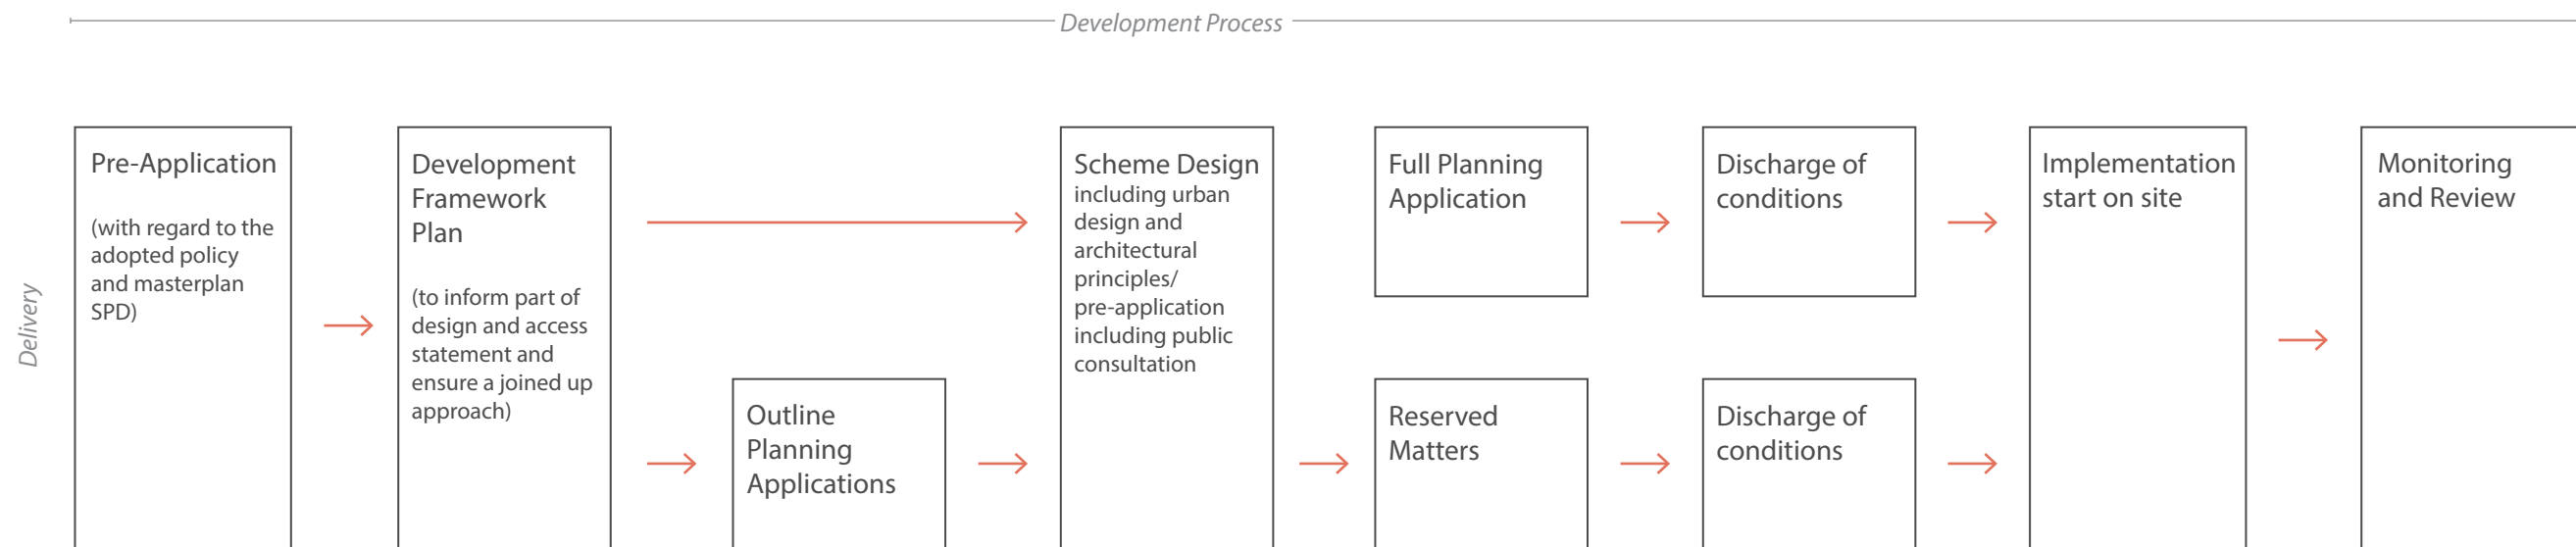 Development Process
Delivery
Pre-Application
(with regard to the
adopted policy
and masterplan
SPD)
Development
Framework
Plan
(to inform part of
design and access
statement and
ensure a joined up
approach)
Outline
Planning
Applications
Scheme Design
including urban
design and
architectural
principles/
pre-application
including public
consultation
Full Planning
Application
Reserved
Matters
Discharge of
conditions
Discharge of
conditions
Implementation
start on site
Monitoring
and Review